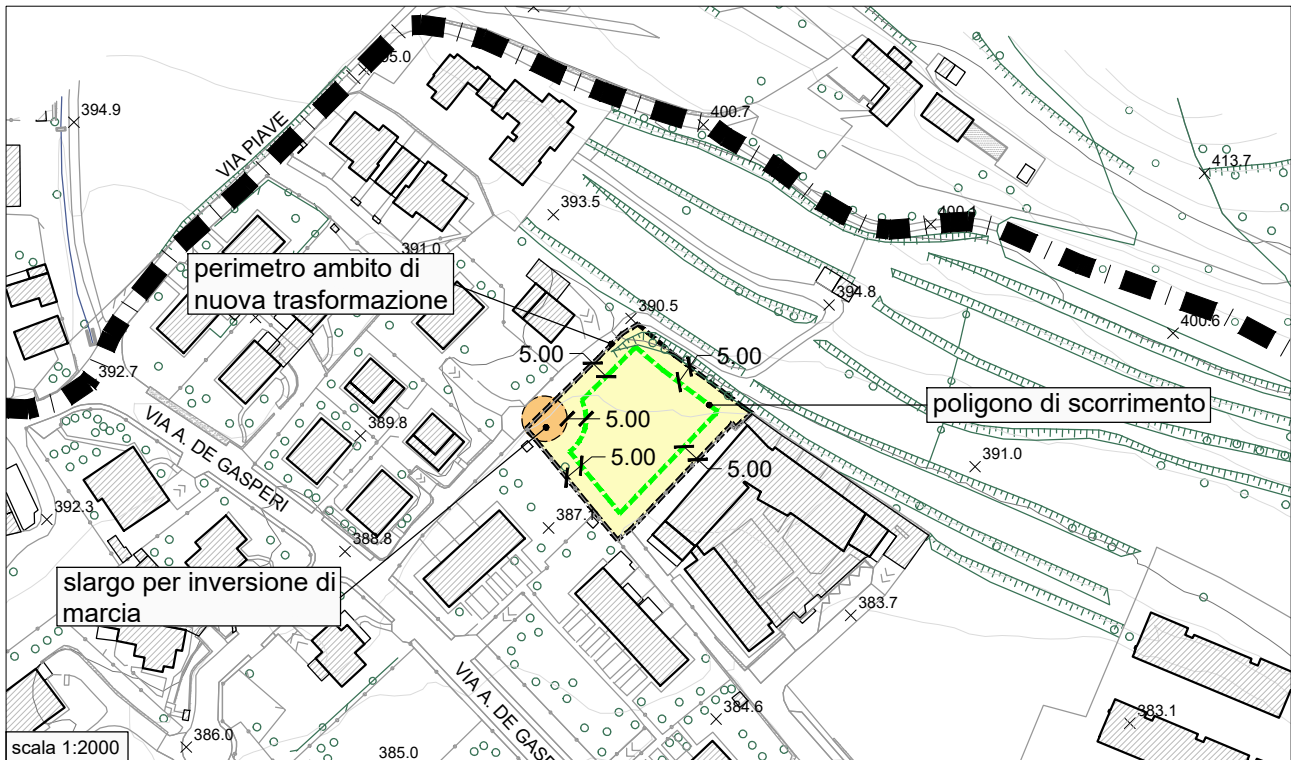 395.0
394.9
400.7
VIA PIAVE
413.7
393.5
400.1
391.0
perimetro ambito di
nuova trasformazione
394.8
390.5
400.6
5.00
5.00
392.7
poligono di scorrimento
VIA A. DE GASPERI
5.00
389.8
5.00
5.00
391.0
392.3
387.1
388.8
slargo per inversione di
marcia
383.7
VIA A. DE GASP
384.6
383.1
386.0
scala 1:2000
385.0